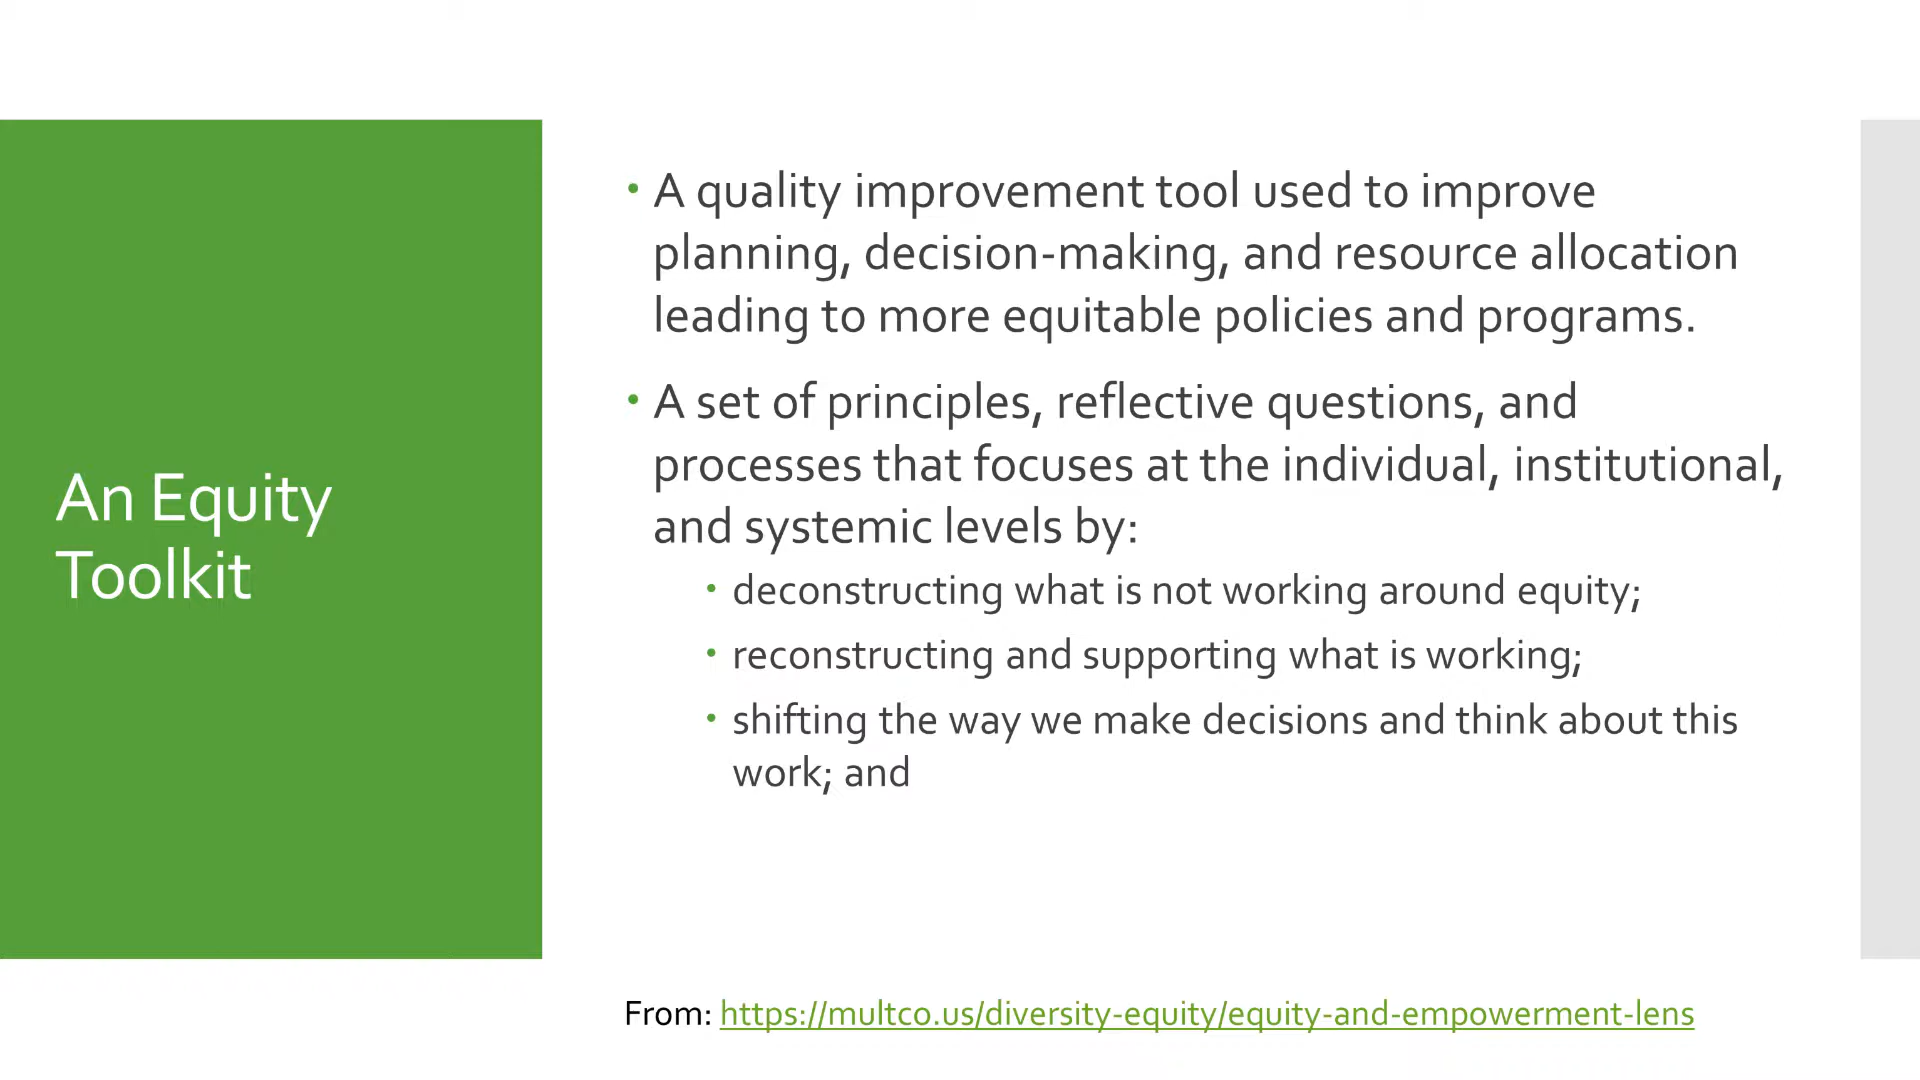 An Equity
Toolkit
• A quality improvement tool used to improve
planning, decision-making, and resource allocation
leading to more equitable policies and programs.
• A set of principles, reflective questions, and
processes that focuses at the individual, institutional,
and systemic levels by:
• deconstructing what is not working around equity;
• reconstructing and supporting what is working;
• shifting the way we make decisions and think about this
work; and
From: https://multco.us/diversity-equity/equity-and-empowerment-lens